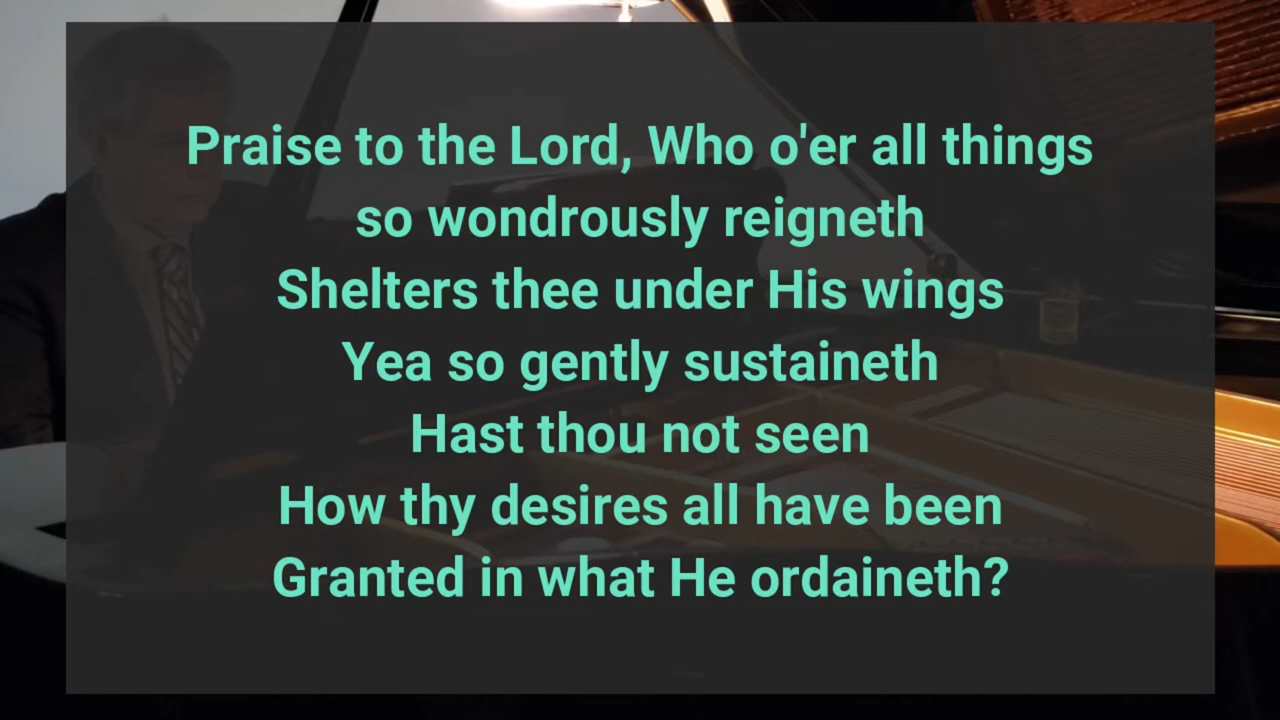 Praise to the Lord, Who o'er all things
so wondrously reigneth
Shelters thee under His wings
Yea so gently sustaineth
Hast thou not seen
How thy desires all have been
Granted in what He ordaineth?